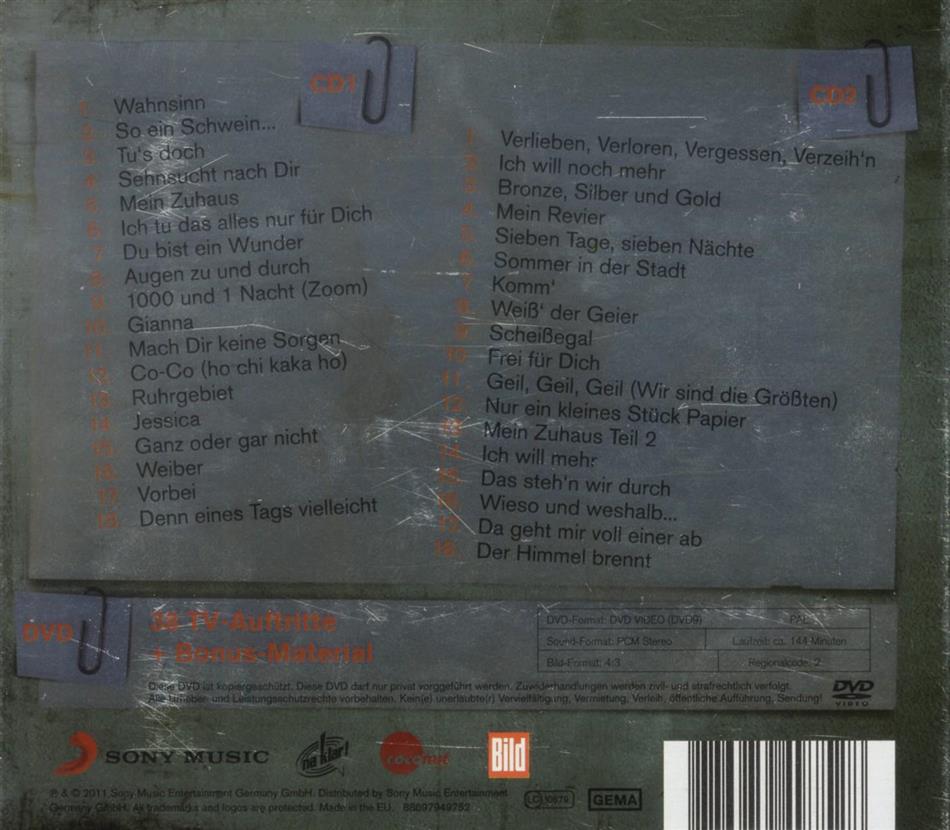 CD1
1. Wahnsinn
2. So ein Schwein...
3. Tu's doch
4. Sehnsucht nach Dir
5. Mein Zuhaus
6. Ich tu das alles nur für Dich
7. Du bist ein Wunder
8. Augen zu und durch
9. 1000 und 1 Nacht (Zoom)
10. Gianna
11. Mach Dir keine Sorgen
12. Co-Co (ho chi kaka ho)
13. Ruhrgebiet
14. Jessica
15. Ganz oder gar nicht
16. Weiber
17. Vorbei
18. Denn eines Tags vielleicht
CD2
1. Verlieben, Verloren, Vergessen, Verzeih'n
2. Ich will noch mehr
3. Bronze, Silber und Gold
4. Mein Revier
5. Sieben Tage, sieben Nächte
6. Sommer in der Stadt
7. Komm'
8. Weiß' der Geier
9. Scheißegal
10. Frei für Dich
11. Geil, Geil, Geil (Wir sind die Größten)
12. Nur ein kleines Stück Papier
13. Mein Zuhaus Teil 2
14. Ich will mehr
15. Das steh'n wir durch
16. Wieso und weshalb...
17. Da geht mir voll einer ab
18. Der Himmel brennt
DVD
38 TV-Auftritte
+ Bonus-Material
DVD-Format: DVD VIDEO (DVD9) PAL
Sound-Format: PCM Stereo Laufzeit: ca. 144 Minuten
Bild-Format: 4:3 Regionalcode: 2
Diese DVD ist kopiergeschützt. Diese DVD darf nur privat vorgeführt werden. Zuwiderhandlungen werden zivil- und strafrechtlich verfolgt.
Alle Urheber- und Leistungsschutzrechte vorbehalten. Kein(e) unerlaubte(r) Vervielfältigung, Vermietung, Verleih, öffentliche Aufführung, Sendung!
DVD
VIDEO
SONY MUSIC
na klar!
coconut
Bild
℗ & © 2011 Sony Music Entertainment Germany GmbH. Distributed by Sony Music Entertainment
Germany GmbH. All trademarks and logos are protected. Made in the EU. 88697949782
LC 10679
GEMA